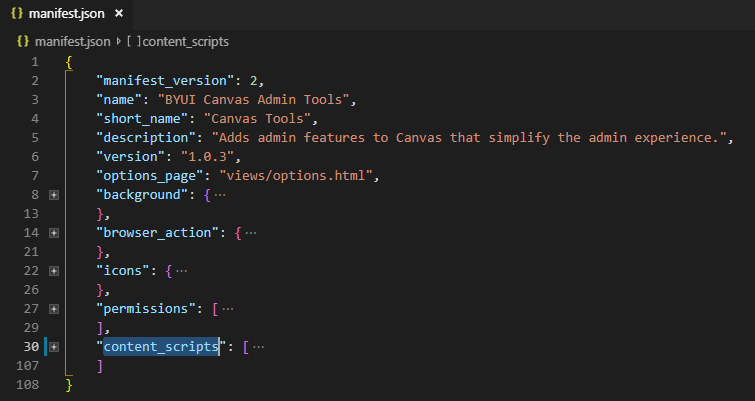 {} manifest.json ×
{} manifest.json ▸ [ ] content_scripts
1 {
2 "manifest_version": 2,
3 "name": "BYUI Canvas Admin Tools",
4 "short_name": "Canvas Tools",
5 "description": "Adds admin features to Canvas that simplify the admin experience.",
6 "version": "1.0.3",
7 "options_page": "views/options.html",
8 "background": {⋯
13 },
14 "browser_action": {⋯
21 },
22 "icons": {⋯
26 },
27 "permissions": [⋯
29 ],
30 "content_scripts": [⋯
107 ]
108 }